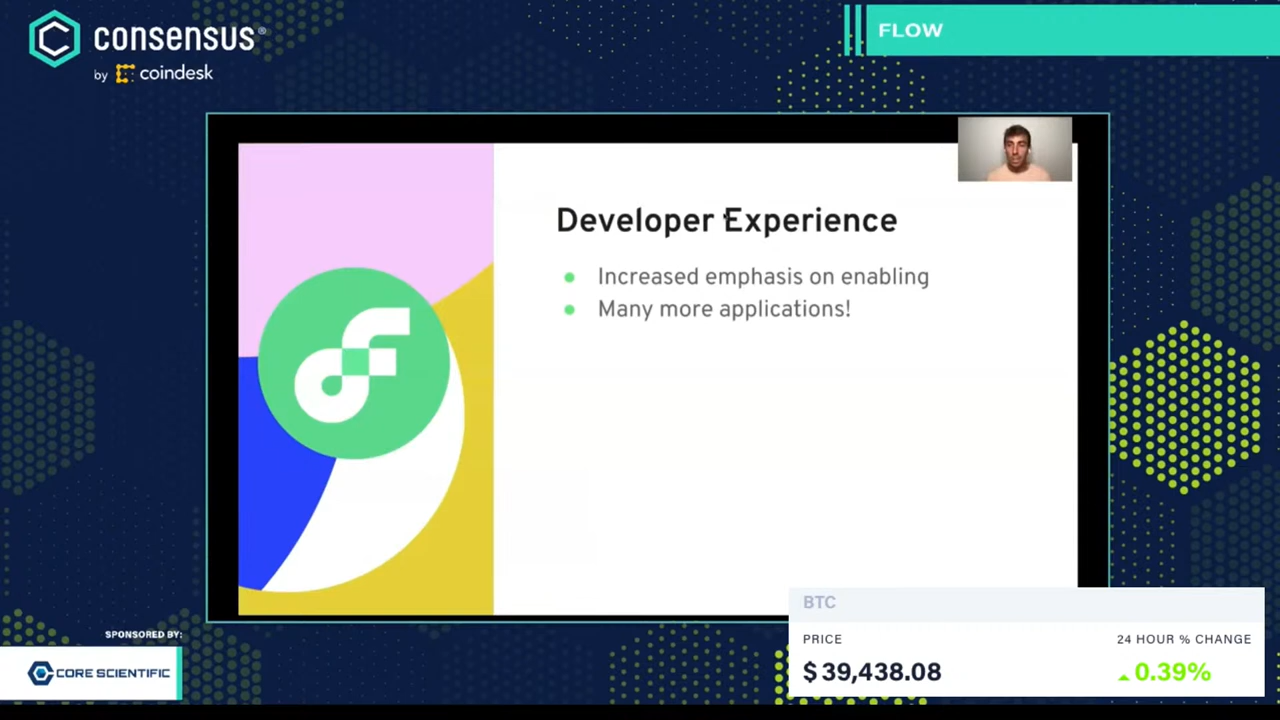 consensus®
by coindesk
FLOW
Developer Experience
● Increased emphasis on enabling
● Many more applications!
SPONSORED BY:
CORE SCIENTIFIC
BTC
PRICE
24 HOUR % CHANGE
$39,438.08
0.39%